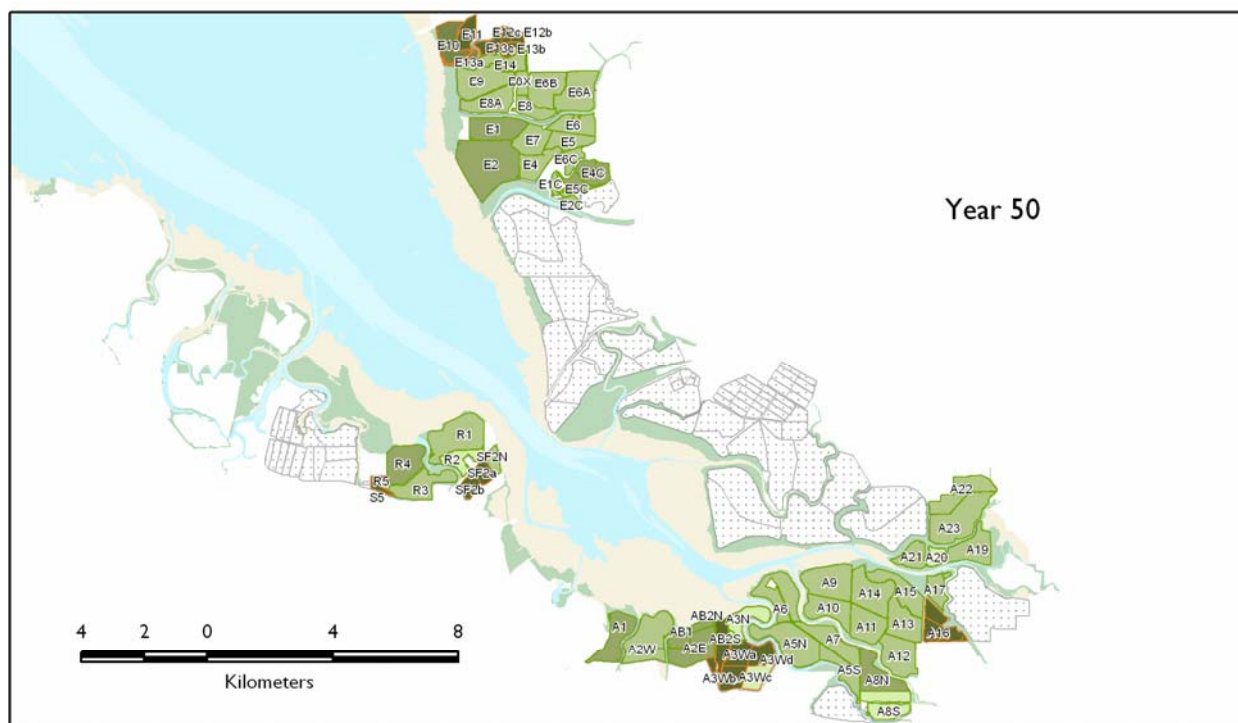 E11
E12c E12b
E10
E13c E13b
E13a
E14
E9
E6X
E6B
E6A
E8A
E8
E1
E6
E7
E5
E2
E4
E6C
E4C
E1C
E5C
E2C
Year 50
R1
R2
SF2N
R4
SF2a
R5
R3
SF2b
S5
A22
A23
A19
A21 A20
A9
A14 A15 A17
A6
A10
AB2N A3N
A1
AB1
A11 A13
A16
AB2S
A2W
A2E
A3Wa
A5N
A7
A3Wd
A12
A3Wb
A3Wc
A5S
A8N
A8S
4 2 0 4 8
Kilometers